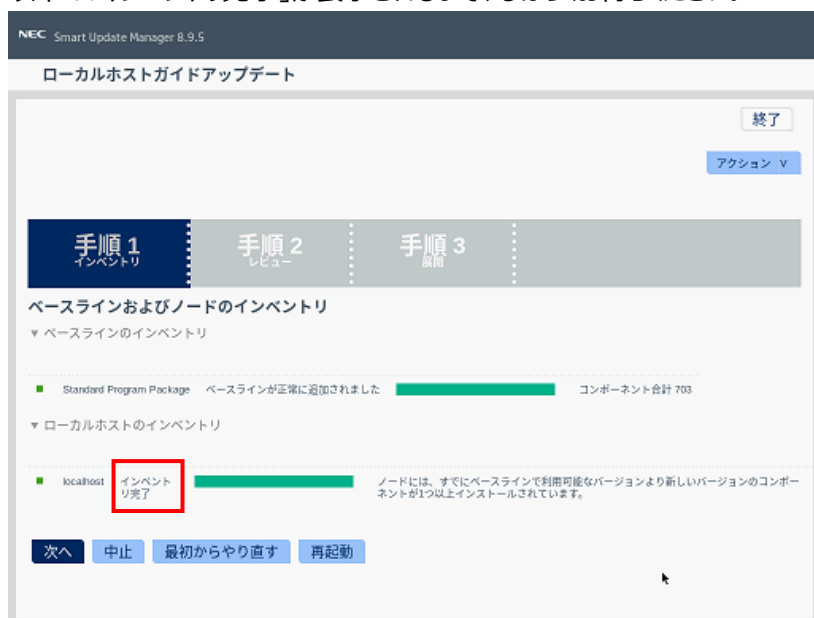 NEC Smart Update Manager 8.9.5
ローカルホストガイドアップデート
終了
アクション ∨
手順 1
インベントリ
手順 2
レビュー
手順 3
展開
ベースラインおよびノードのインベントリ
▼ ベースラインのインベントリ
Standard Program Package ベースラインが正常に追加されました コンポーネント合計 703
▼ ローカルホストのインベントリ
localhost インベント
リ完了
ノードには、すでにベースラインで利用可能なバージョンより新しいバージョンのコンポー
ネントが1つ以上インストールされています。
次へ 中止 最初からやり直す 再起動